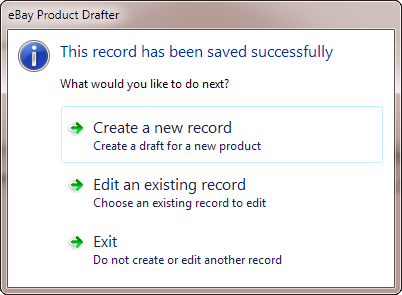 eBay Product Drafter
This record has been saved successfully
What would you like to do next?
Create a new record
Create a draft for a new product
Edit an existing record
Choose an existing record to edit
Exit
Do not create or edit another record